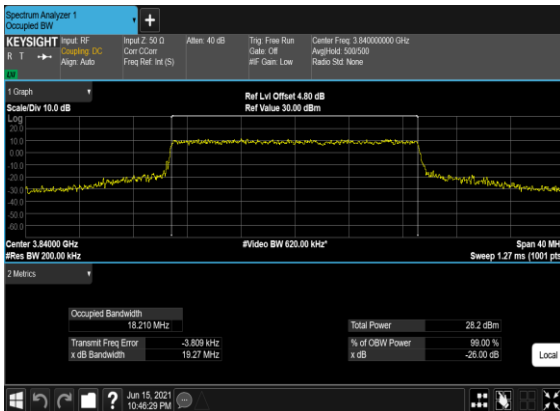 Spectrum Analyzer 1
Occupied BW
+
KEYSIGHT Input: RF Input Z: 50 Ω Atten: 40 dB Trig: Free Run Center Freq: 3.840000000 GHz
R T Coupling: DC Corr CCorr Gate: Off Avg|Hold: 500/500
Align: Auto Freq Ref: Int (S) #IF Gain: Low Radio Std: None
LXI
1 Graph
Scale/Div 10.0 dB Ref Lvl Offset 4.80 dB
Ref Value 30.00 dBm
Log
20.0
10.0
0.00
-10.0
-20.0
-30.0
-40.0
-50.0
-60.0
Center 3.84000 GHz #Video BW 620.00 kHz* Span 40 MH
#Res BW 200.00 kHz Sweep 1.27 ms (1001 pts
2 Metrics
Occupied Bandwidth
18.210 MHz Total Power 28.2 dBm
Transmit Freq Error -3.809 kHz % of OBW Power 99.00 %
x dB Bandwidth 19.27 MHz x dB -26.00 dB
Local
? Jun 15, 2021
10:46:29 PM